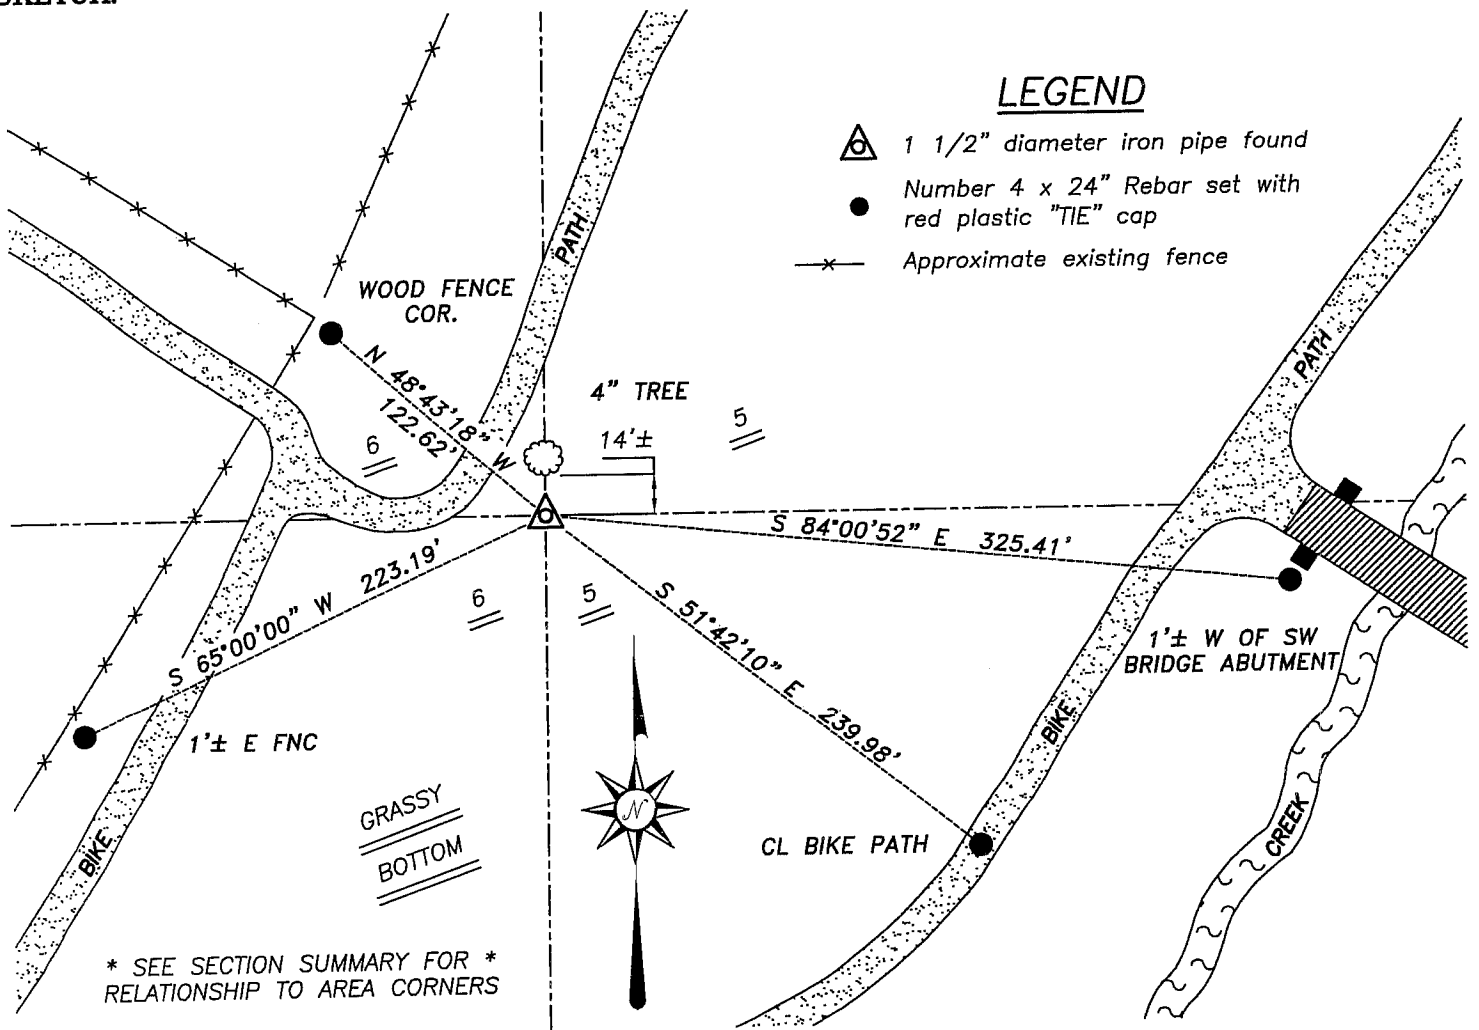 LEGEND
1 1/2" diameter iron pipe found
Number 4 x 24" Rebar set with
red plastic "TIE" cap
Approximate existing fence
PATH
WOOD FENCE
COR.
N 48°43'18" W
122.62'
4" TREE
14'±
5
6
PATH
S 84°00'52" E 325.41'
S 65°00'00" W 223.19'
6
5
S 51°42'10" E 239.98'
1'± W OF SW
BRIDGE ABUTMENT
1'± E FNC
BIKE
GRASSY
BOTTOM
N
CL BIKE PATH
CREEK
BIKE
* SEE SECTION SUMMARY FOR *
RELATIONSHIP TO AREA CORNERS